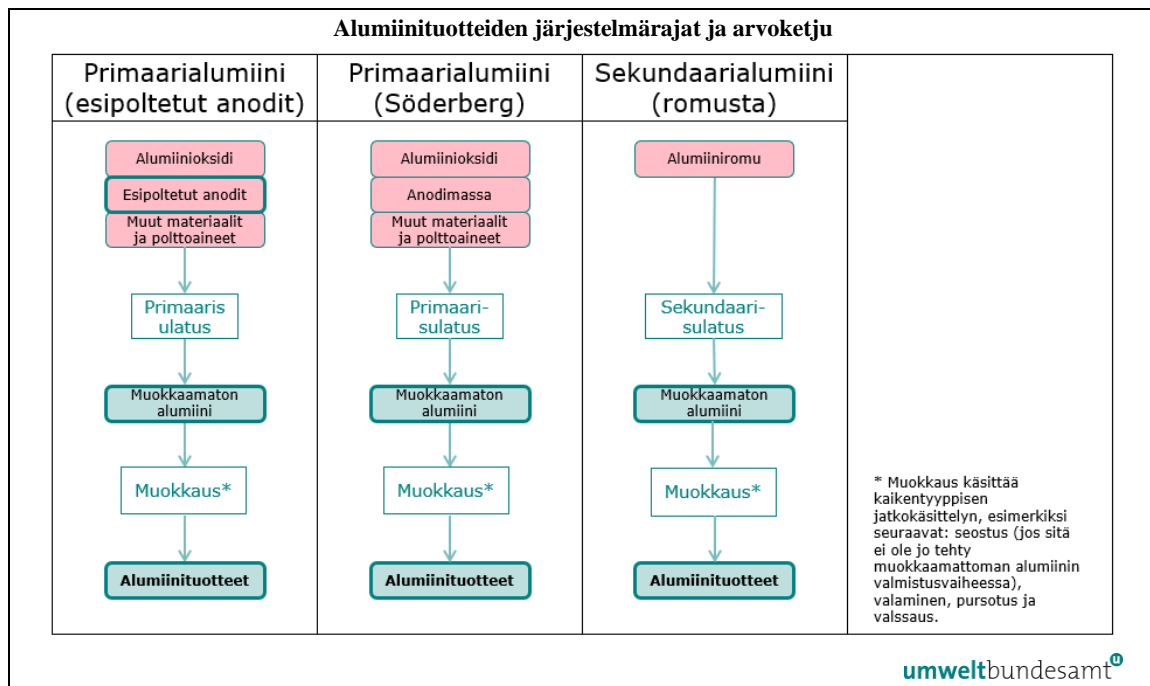 Alumiinituotteiden järjestelmärajat ja arvoketju
Primaarialumiini
(esipoltetut anodit)
Alumiinioksidi
Esipoltetut anodit
Muut materiaalit
ja polttoaineet
Primaaris
ulatus
Muokkaamaton
alumiini
Muokkaus*
Alumiinituotteet
Primaarialumiini
(Söderberg)
Alumiinioksidi
Anodimassa
Muut materiaalit
ja polttoaineet
Primaari-
sulatus
Muokkaamaton
alumiini
Muokkaus*
Alumiinituotteet
Sekundaarialumiini
(romusta)
Alumiiniromu
Sekundaari-
sulatus
Muokkaamaton
alumiini
Muokkaus*
Alumiinituotteet
* Muokkaus käsittää
kaikentyyppisen
jatkokäsittelyn, esimerkiksi
seuraavat: seostus (jos sitä
ei ole jo tehty
muokkaamattoman alumiinin
valmistusvaiheessa),
valaminen, pursotus ja
valssaus.
umweltbundesamt u